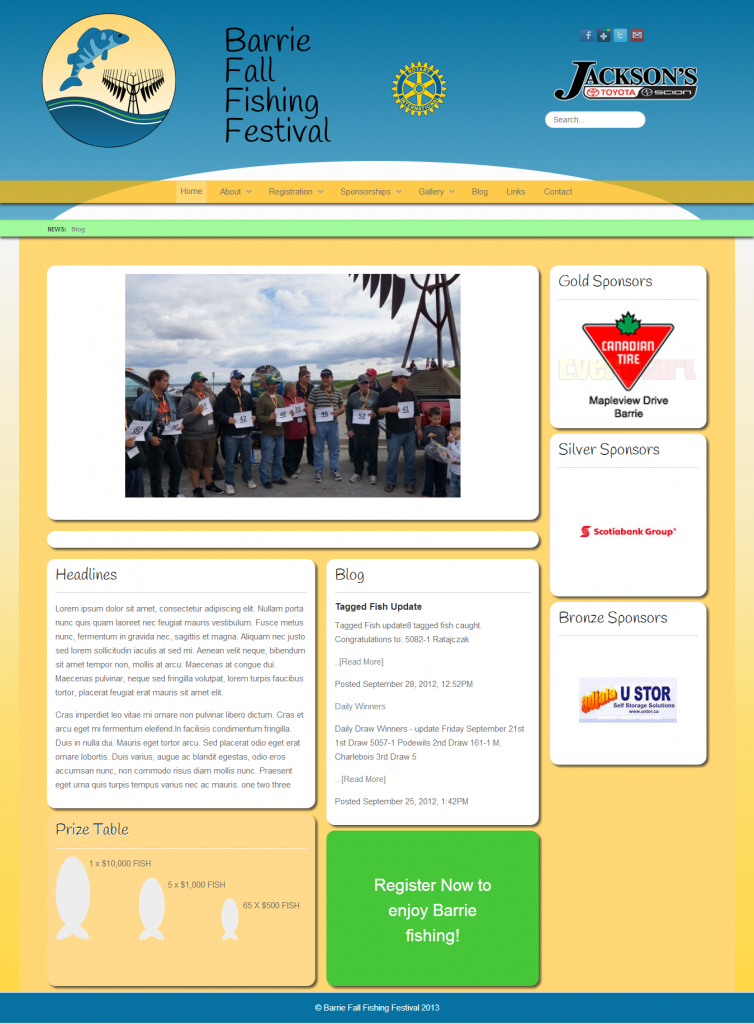 Barrie
Fall
Fishing
Festival
ROTARY
INTERNATIONAL
JACKSON'S
TOYOTA
SCION
Search...
Home
About
Registration
Sponsorships
Gallery
Blog
Links
Contact
NEWS: Blog
42
46
52
41
Gold Sponsors
CANADIAN
TIRE
Mapleview Drive
Barrie
Silver Sponsors
Scotiabank Group
Bronze Sponsors
U STOR
Self Storage Solutions
www.ustor.ca
Headlines
Lorem ipsum dolor sit amet, consectetur adipiscing elit. Nullam porta
nunc quis quam laoreet nec feugiat mauris vestibulum. Fusce metus
nunc, fermentum in gravida nec, sagittis et magna. Aliquam nec justo
sed lorem sollicitudin iaculis at sed mi. Aenean velit neque, bibendum
sit amet tempor non, mollis at arcu. Maecenas at congue dui.
Maecenas pulvinar, neque sed fringilla volutpat, lorem turpis faucibus
tortor, placerat feugiat erat mauris sit amet elit.
Cras imperdiet leo vitae mi ornare non pulvinar libero dictum. Cras et
arcu eget mi fermentum eleifend.In facilisis condimentum fringilla.
Duis in nulla dui. Mauris eget tortor arcu. Sed placerat odio eget erat
ornare lobortis. Duis varius, augue ac blandit egestas, odio eros
accumsan nunc, non commodo risus diam mollis nunc. Praesent
eget urna quis turpis tempus varius nec ac mauris. one two three
Blog
Tagged Fish Update
Tagged Fish update8 tagged fish caught.
Congratulations to: 5082-1 Ratajczak
...[Read More]
Posted September 28, 2012, 12:52PM
Daily Winners
Daily Draw Winners - update Friday September 21st
1st Draw 5057-1 Podewils 2nd Draw 161-1 M.
Charlebois 3rd Draw 5
...[Read More]
Posted September 25, 2012, 1:42PM
Prize Table
1 x $10,000 FISH
5 x $1,000 FISH
65 X $500 FISH
Register Now to
enjoy Barrie
fishing!
© Barrie Fall Fishing Festival 2013